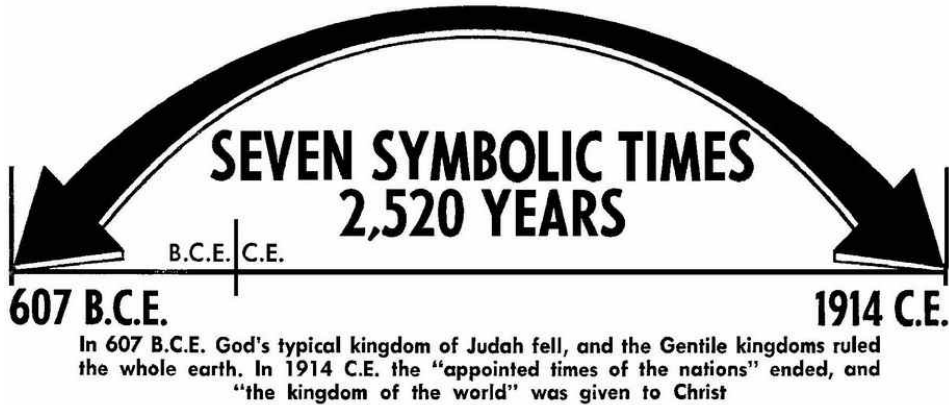 SEVEN SYMBOLIC TIMES
2,520 YEARS
B.C.E. C.E.
607 B.C.E. 1914 C.E.
In 607 B.C.E. God's typical kingdom of Judah fell, and the Gentile kingdoms ruled
the whole earth. In 1914 C.E. the “appointed times of the nations” ended, and
“the kingdom of the world” was given to Christ